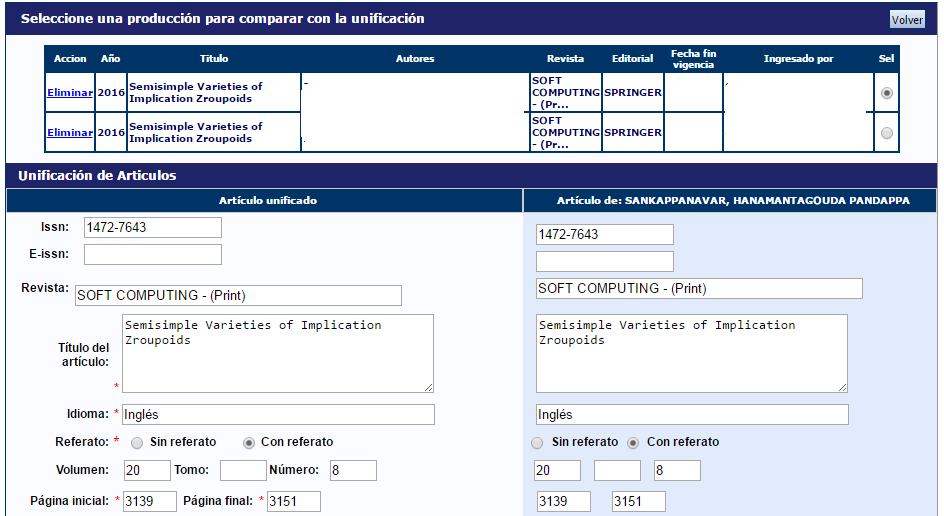 Seleccione una producción para comparar con la unificación
Volver
Accion Año Titulo Autores Revista Editorial Fecha fin vigencia Ingresado por Sel
Eliminar 2016 Semisimple Varieties of Implication Zroupoids SOFT COMPUTING - (Pr... SPRINGER
Eliminar 2016 Semisimple Varieties of Implication Zroupoids SOFT COMPUTING - (Pr... SPRINGER
Unificación de Articulos
Artículo unificado Artículo de: SANKAPPANAVAR, HANAMANTAGOUDA PANDAPPA
Issn: 1472-7643 1472-7643
E-issn:
Revista: SOFT COMPUTING - (Print) SOFT COMPUTING - (Print)
Título del artículo: * Semisimple Varieties of Implication Zroupoids Semisimple Varieties of Implication Zroupoids
Idioma: * Inglés Inglés
Referato: * Sin referato Con referato Sin referato Con referato
Volumen: 20 Tomo: Número: 8 20 8
Página inicial: * 3139 Página final: * 3151 3139 3151